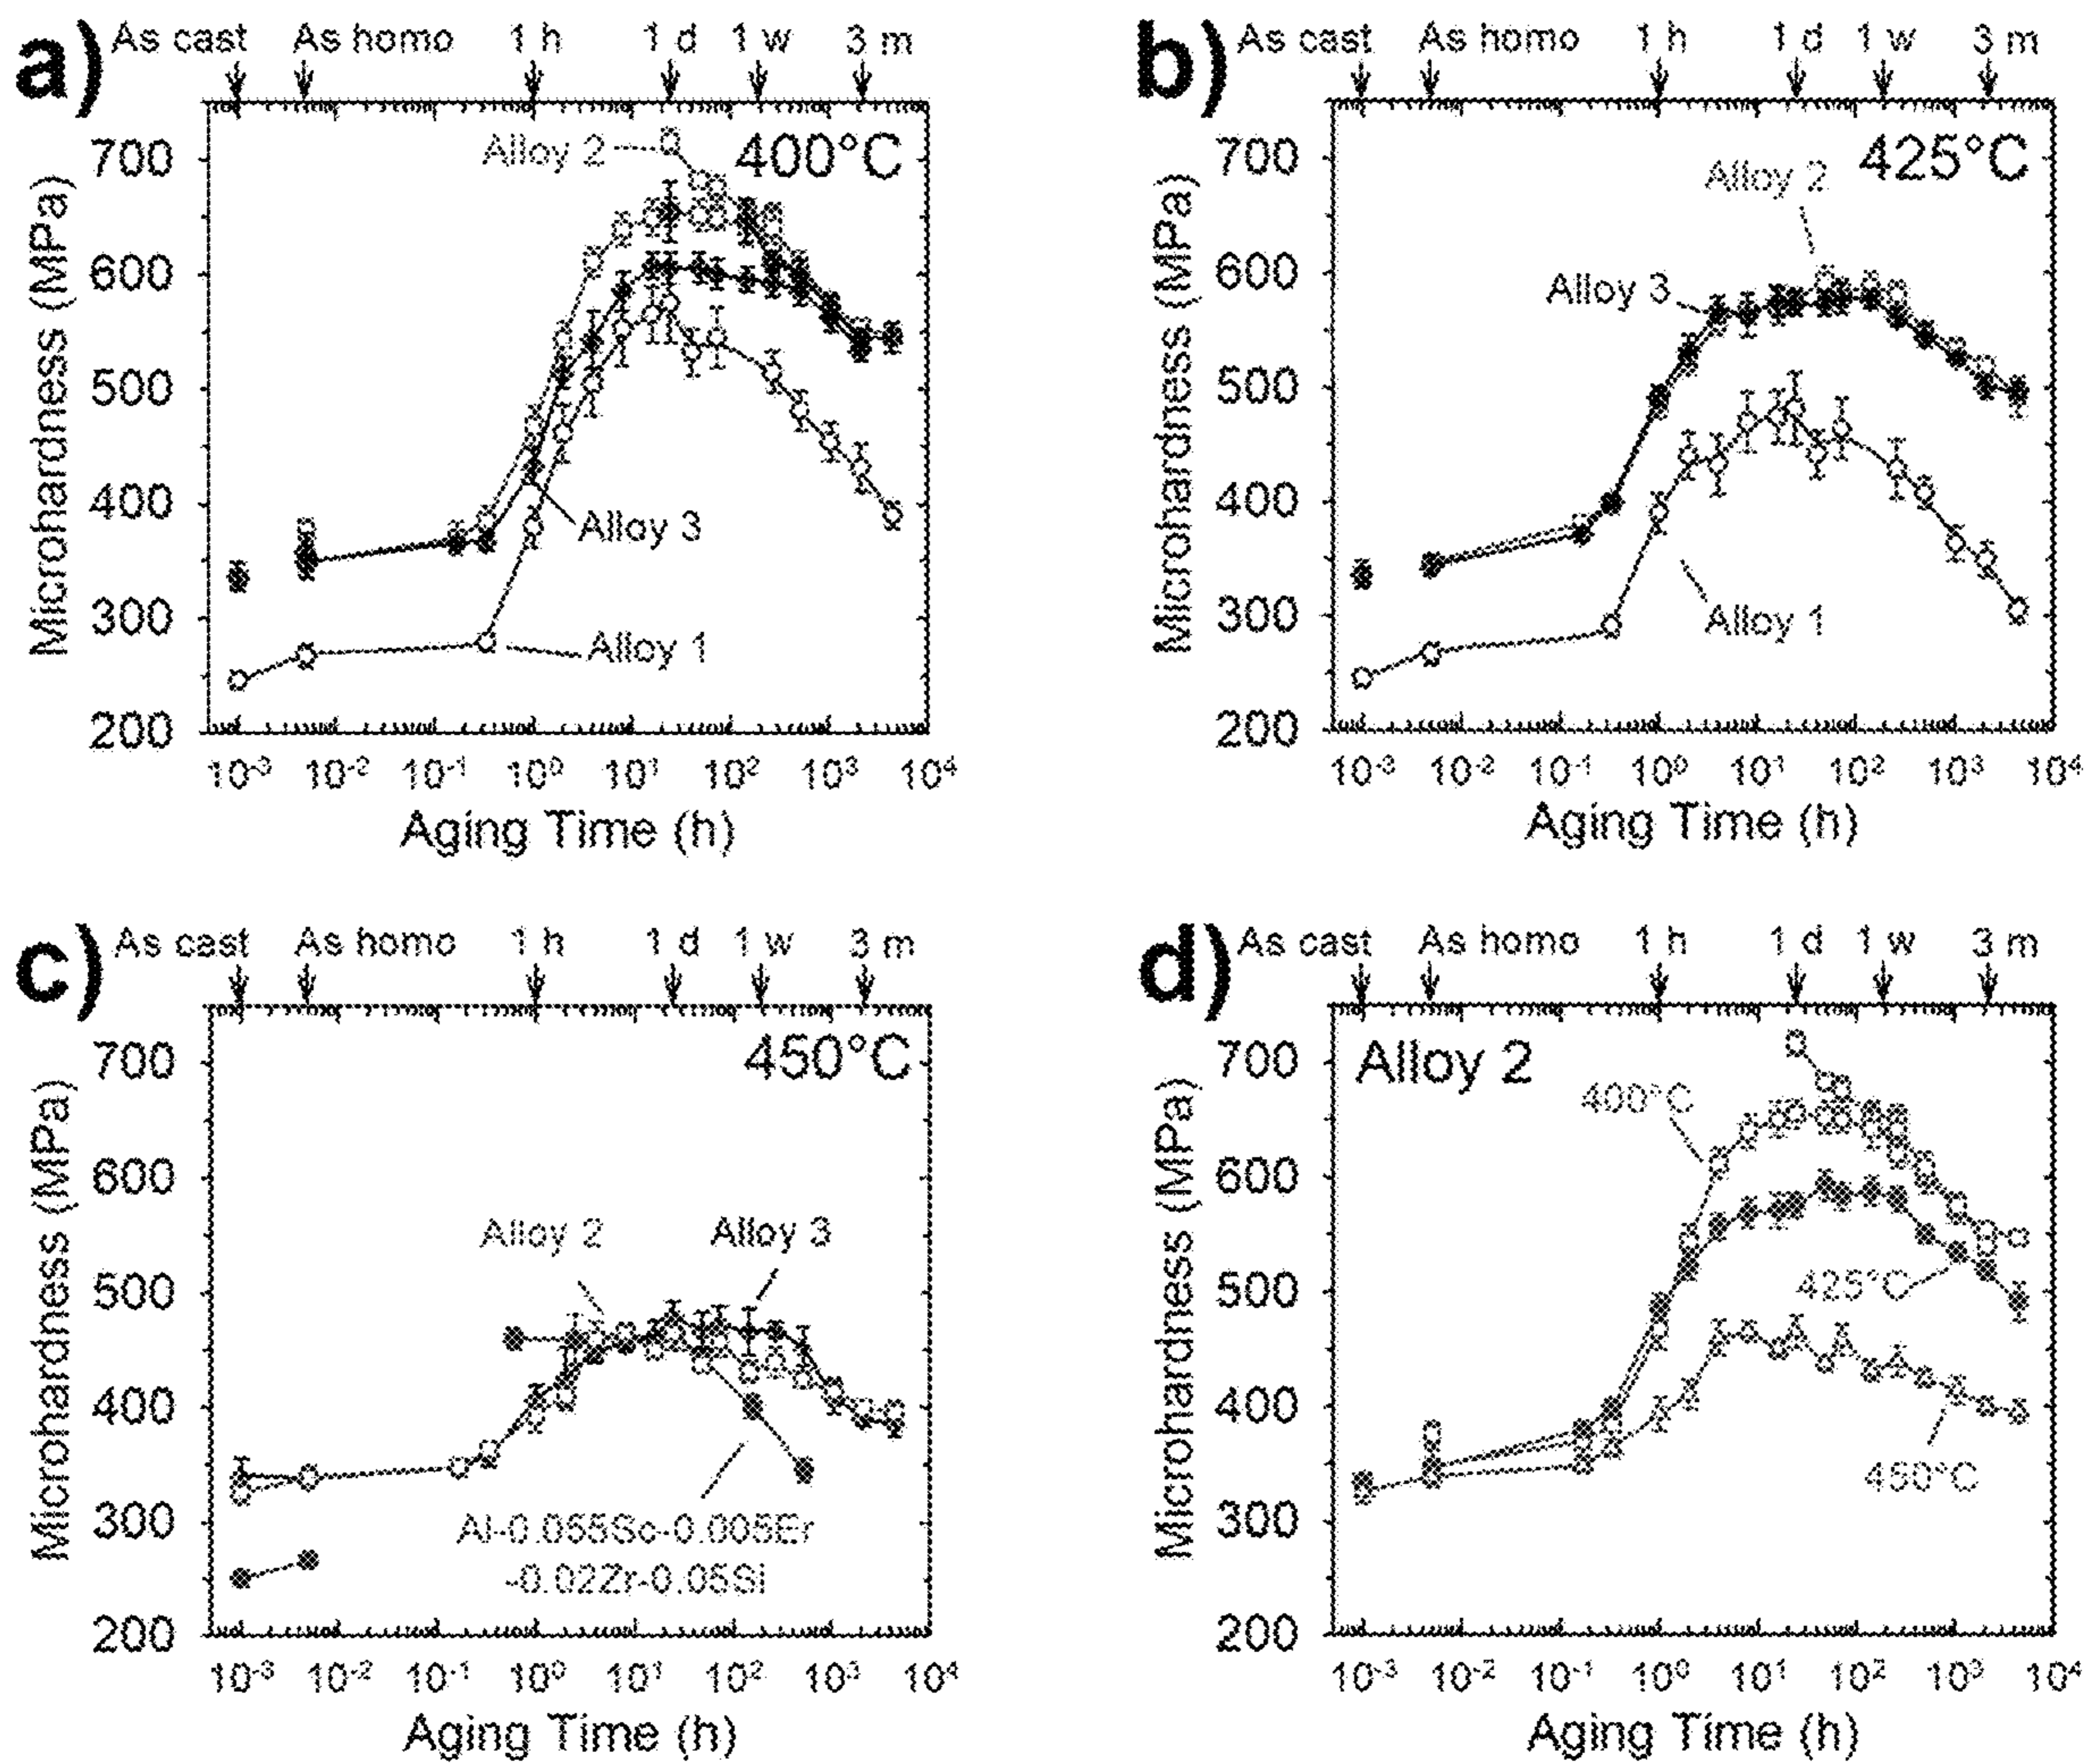 a) As cast As homo 1 h 1 d 1 w 3 m
700
600
500
400
300
200
Microhardness (MPa)
Alloy 2
400°C
Alloy 3
Alloy 1
10-3 10-2 10-1 100 101 102 103 104
Aging Time (h)
b) As cast As homo 1 h 1 d 1 w 3 m
700
600
500
400
300
200
Microhardness (MPa)
425°C
Alloy 2
Alloy 3
Alloy 1
10-3 10-2 10-1 100 101 102 103 104
Aging Time (h)
c) As cast As homo 1 h 1 d 1 w 3 m
700
600
500
400
300
200
Microhardness (MPa)
450°C
Alloy 2 Alloy 3
Al-0.055Sc-0.005Er
-0.02Zr-0.05Si
10-3 10-2 10-1 100 101 102 103 104
Aging Time (h)
d) As cast As homo 1 h 1 d 1 w 3 m
700
600
500
400
300
200
Microhardness (MPa)
Alloy 2
400°C
425°C
450°C
10-3 10-2 10-1 100 101 102 103 104
Aging Time (h)